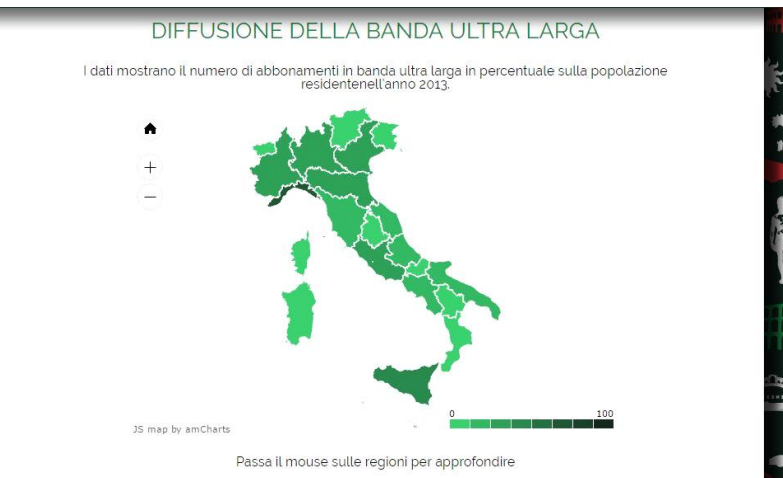 DIFFUSIONE DELLA BANDA ULTRA LARGA
I dati mostrano il numero di abbonamenti in banda ultra larga in percentuale sulla popolazione
residentenell'anno 2013.
0 100
JS map by amCharts
Passa il mouse sulle regioni per approfondire